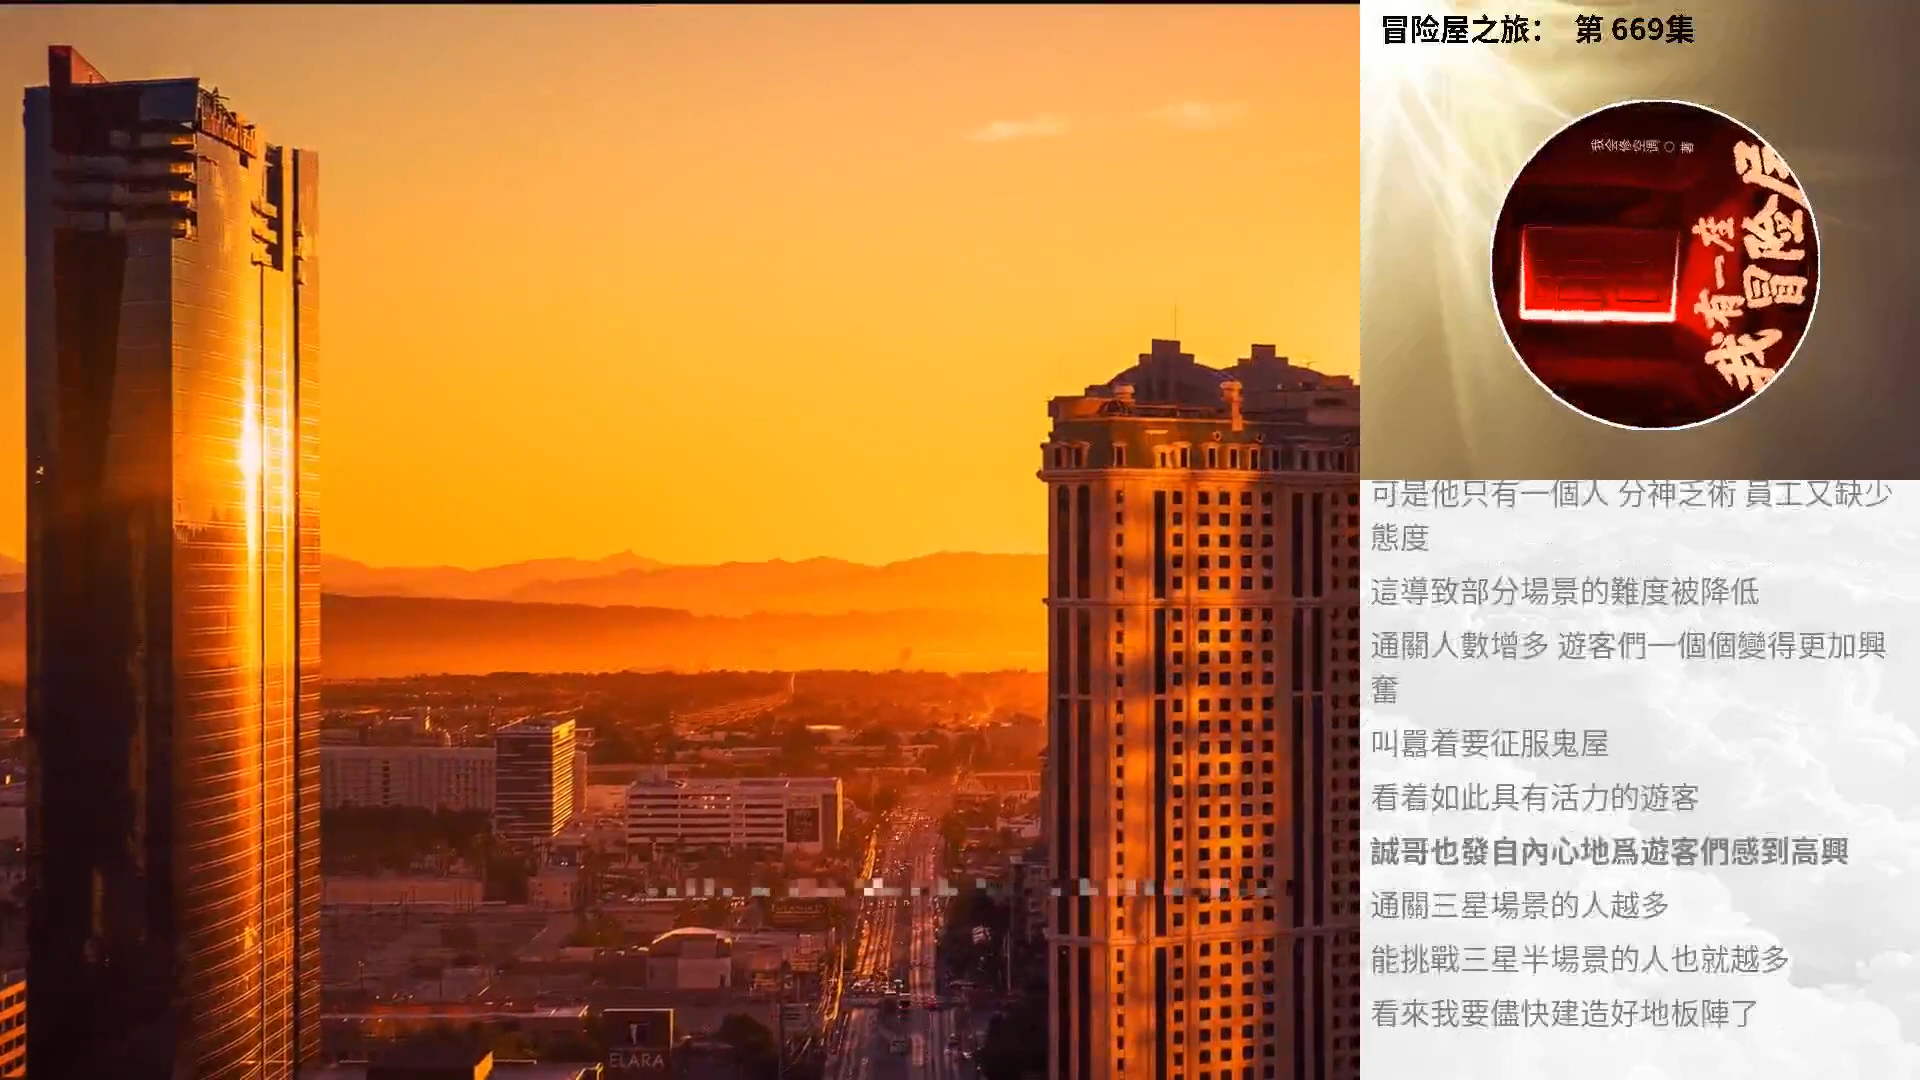 冒险屋之旅： 第 669集
我会修空调 ○ 著
我有一座
冒险屋
可是他只有一個人 分神乏術 員工又缺少
態度
這導致部分場景的難度被降低
通關人數增多 遊客們一個個變得更加興
奮
叫囂着要征服鬼屋
看着如此具有活力的遊客
誠哥也發自內心地爲遊客們感到高興
通關三星場景的人越多
能挑戰三星半場景的人也就越多
看來我要儘快建造好地板陣了
ELARA